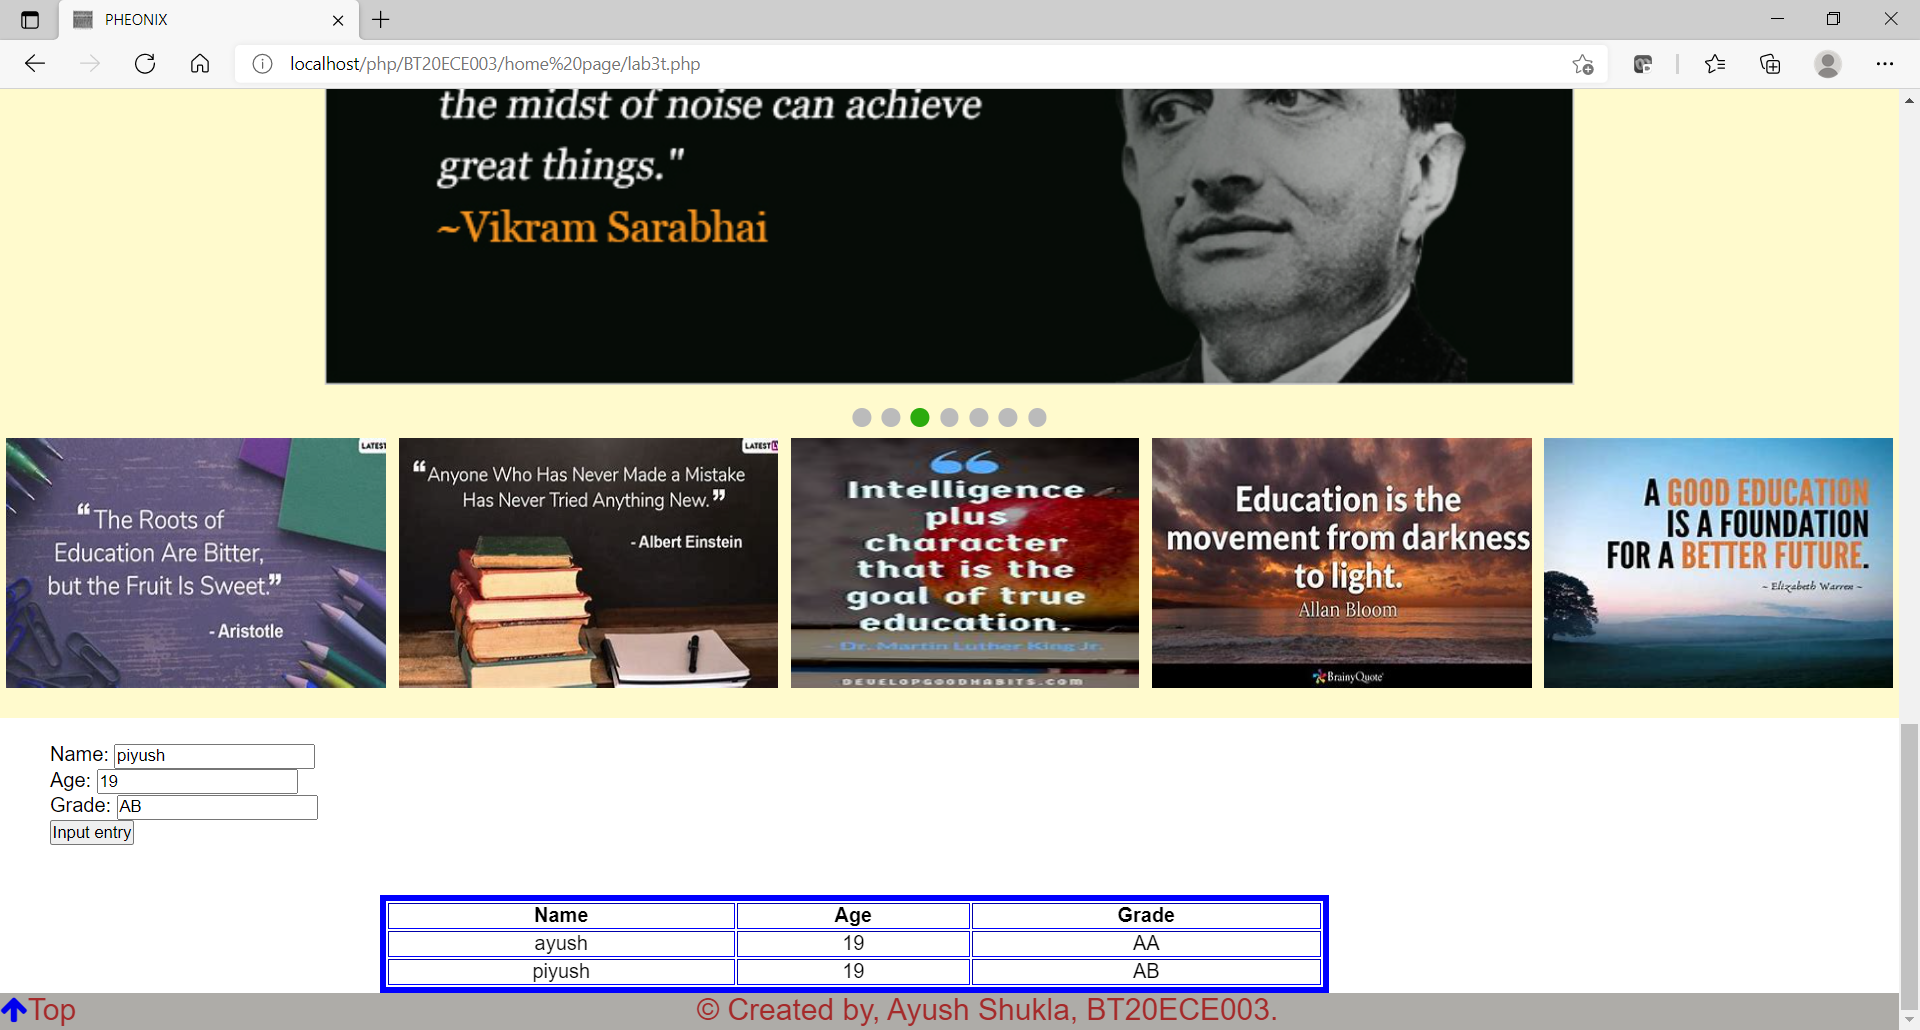 PHEONIX
localhost/php/BT20ECE003/home%20page/lab3t.php
the midst of noise can achieve
great things."
~Vikram Sarabhai
LATEST
“The Roots of
Education Are Bitter,
but the Fruit Is Sweet.”
- Aristotle
LATEST
“Anyone Who Has Never Made a Mistake
Has Never Tried Anything New.”
- Albert Einstein
Intelligence
plus
character
that is the
goal of true
education.
- Dr. Martin Luther King Jr.
DEVELOPGOODHABITS.COM
Education is the
movement from darkness
to light.
Allan Bloom
BrainyQuote
A GOOD EDUCATION
IS A FOUNDATION
FOR A BETTER FUTURE.
~ Elizabeth Warren ~
Name: piyush
Age: 19
Grade: AB
Input entry
Name Age Grade
ayush 19 AA
piyush 19 AB
Top © Created by, Ayush Shukla, BT20ECE003.